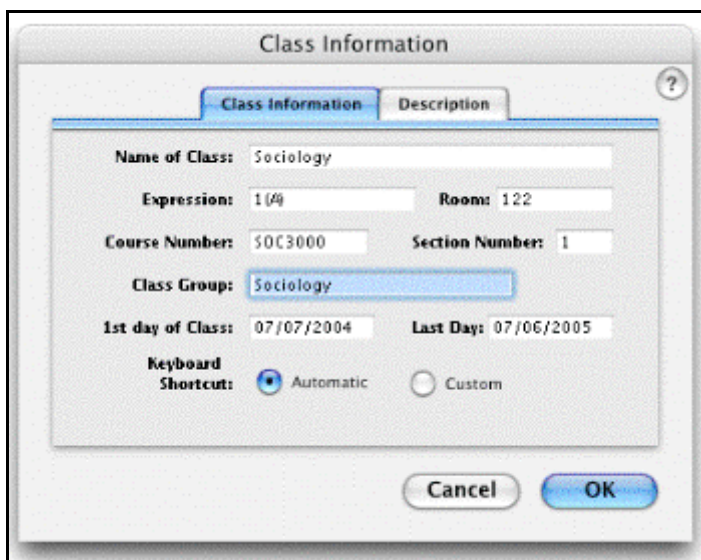 Class Information
?
Class Information Description
Name of Class: Sociology
Expression: 1(A) Room: 122
Course Number: SOC3000 Section Number: 1
Class Group: Sociology
1st day of Class: 07/07/2004 Last Day: 07/06/2005
Keyboard
Shortcut: Automatic Custom
Cancel OK